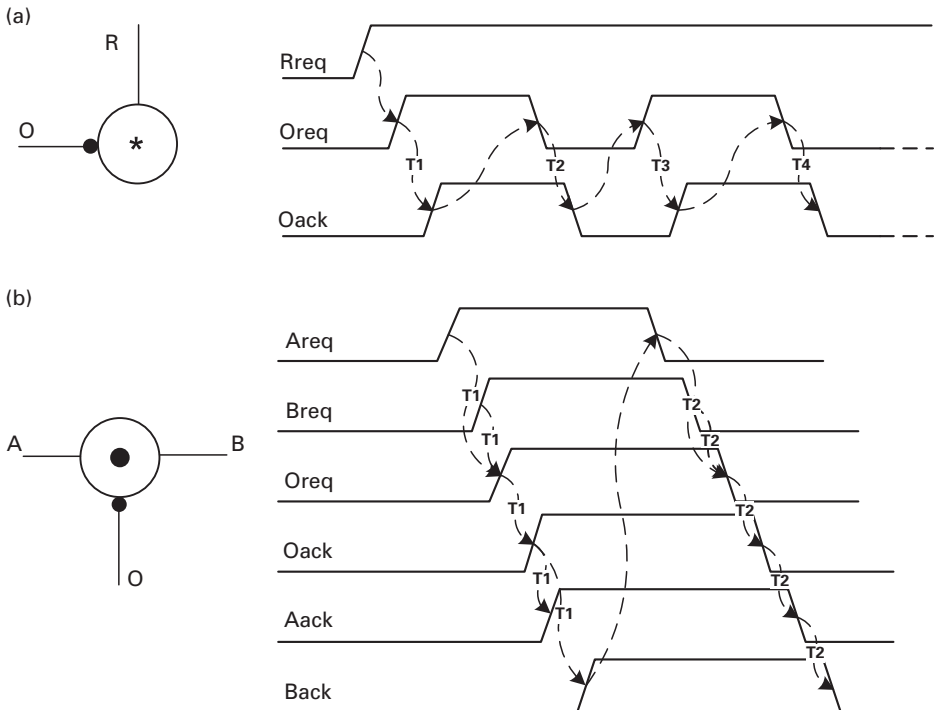 (a)
R
O
*
Rreq
Oreq
T1
T2
T3
T4
Oack
(b)
A
B
O
Areq
T1
T2
Breq
T1
T2
Oreq
T1
T2
Oack
T1
T2
Aack
T1
T2
Back